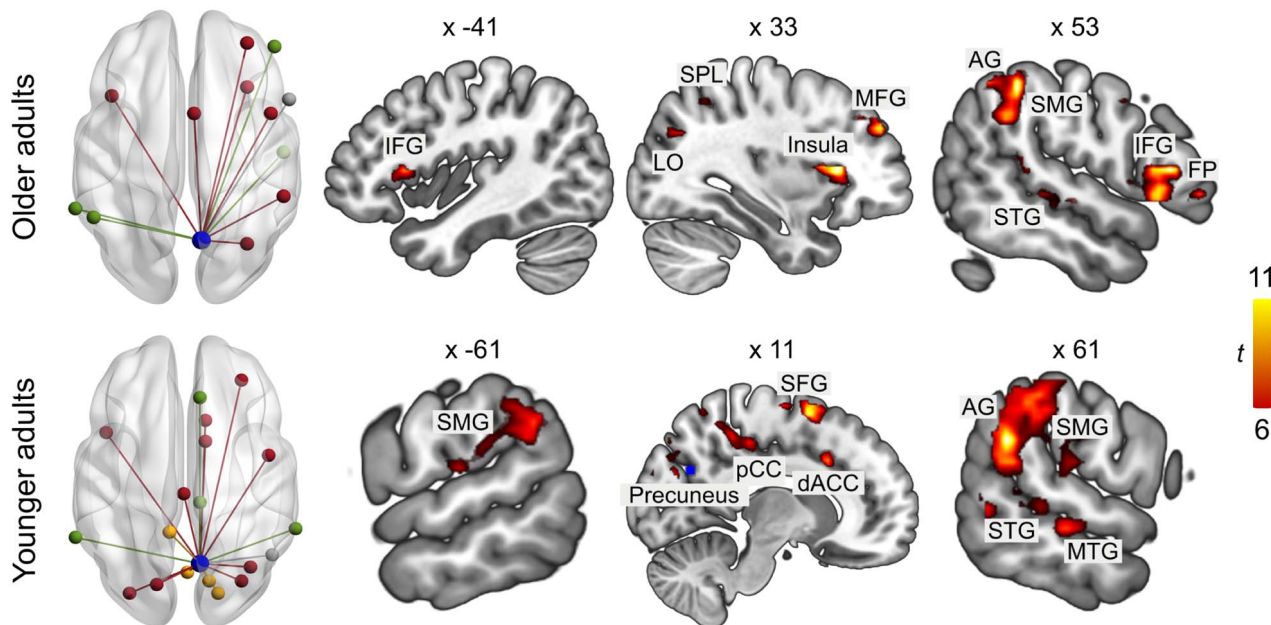 Older adults
x -41
x 33
x 53
IFG
SPL
MFG
LO
Insula
AG
SMG
IFG
FP
STG
11
t
6
Younger adults
x -61
x 11
x 61
SMG
SFG
pCC
dACC
Precuneus
AG
SMG
STG
MTG